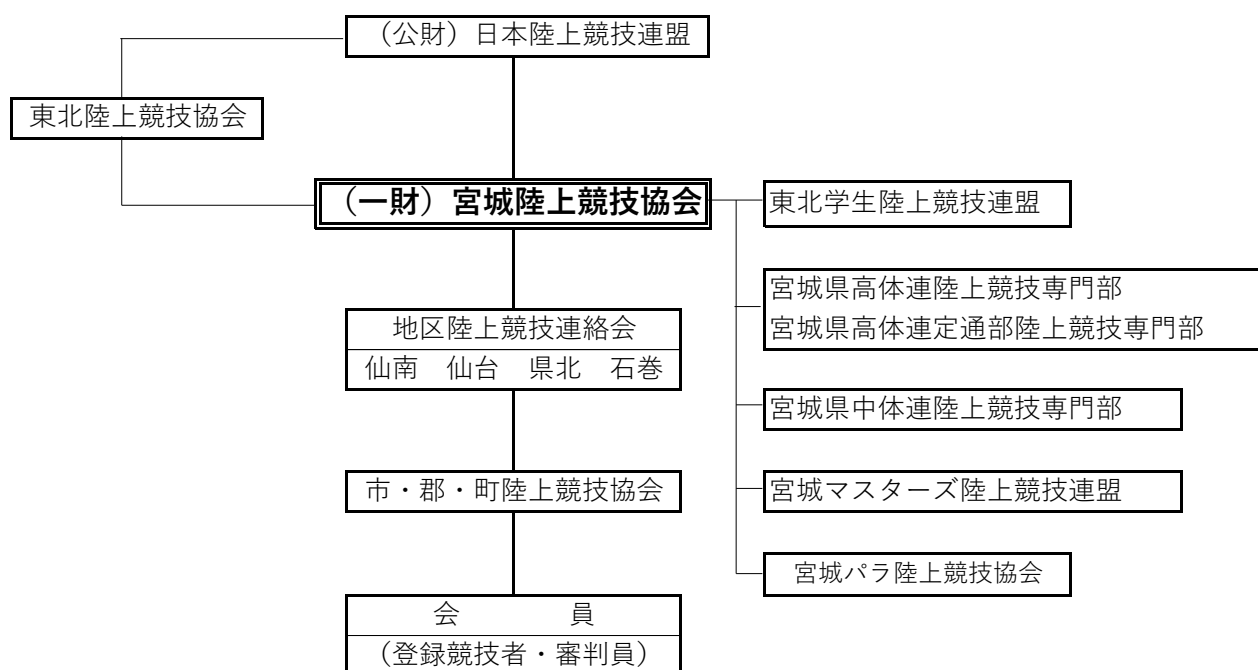 （公財）日本陸上競技連盟
東北陸上競技協会
（一財）宮城陸上競技協会
東北学生陸上競技連盟
宮城県高体連陸上競技専門部
宮城県高体連定通部陸上競技専門部
地区陸上競技連絡会
仙南　仙台　県北　石巻
宮城県中体連陸上競技専門部
市・郡・町陸上競技協会
宮城マスターズ陸上競技連盟
宮城パラ陸上競技協会
会　　　員
（登録競技者・審判員）